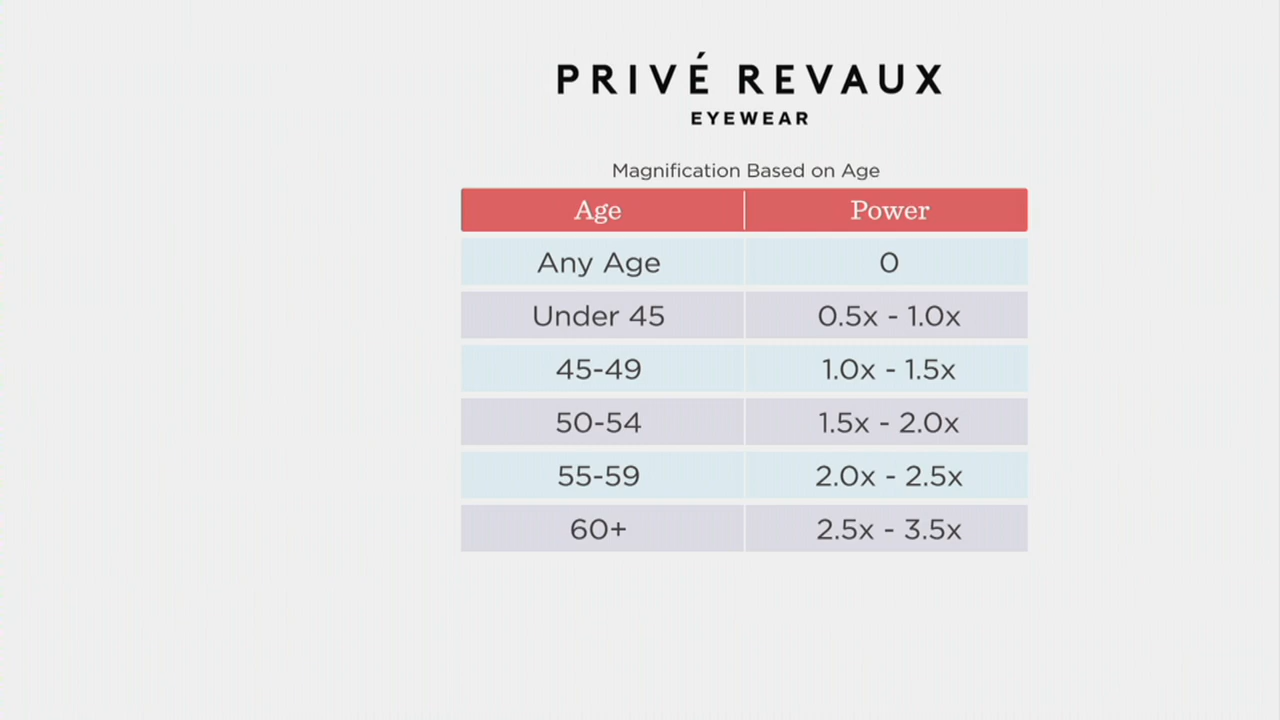 PRIVÉ REVAUX
EYEWEAR
Magnification Based on Age
Age Power
Any Age 0
Under 45 0.5x - 1.0x
45-49 1.0x - 1.5x
50-54 1.5x - 2.0x
55-59 2.0x - 2.5x
60+ 2.5x - 3.5x